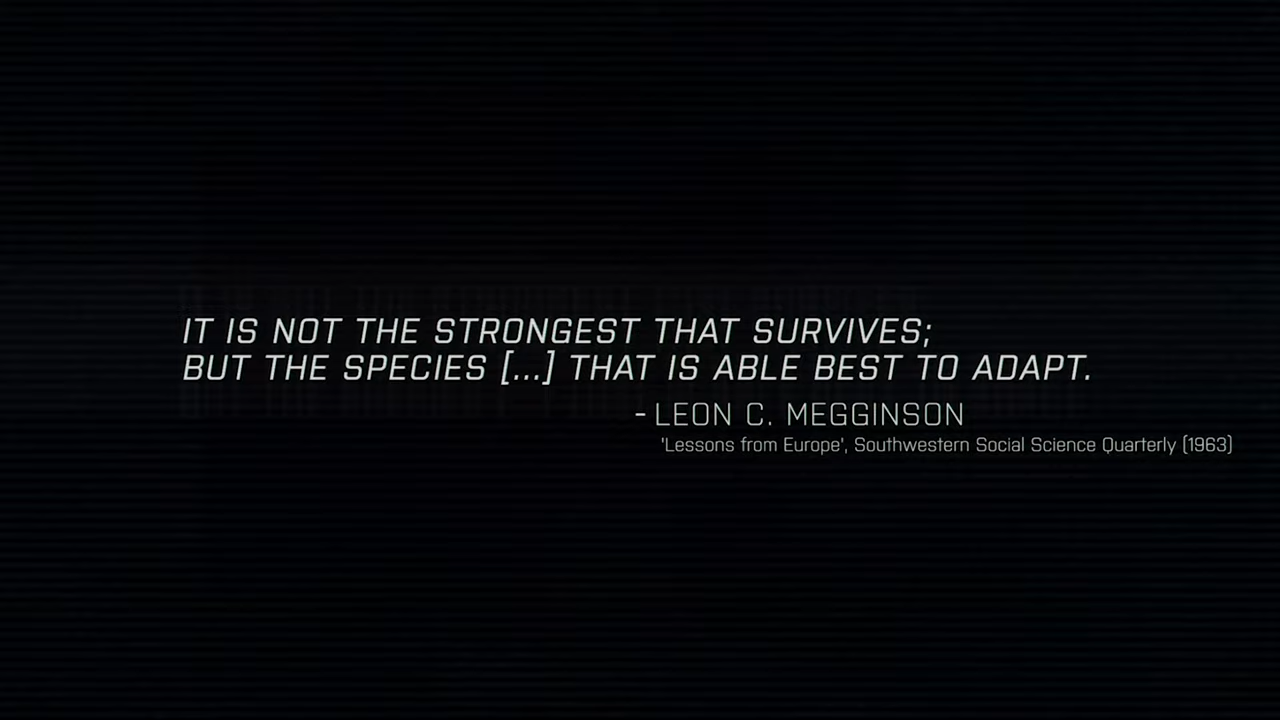 IT IS NOT THE STRONGEST THAT SURVIVES;
BUT THE SPECIES [...] THAT IS ABLE BEST TO ADAPT.
- LEON C. MEGGINSON
'Lessons from Europe', Southwestern Social Science Quarterly (1963)